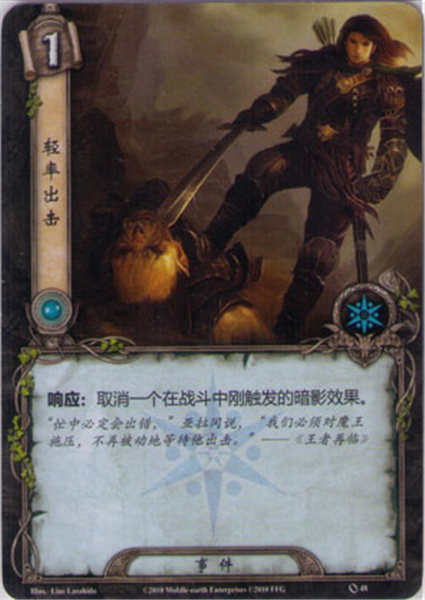 1
轻率出击
响应：取消一个在战斗中刚触发的暗影效果。
“忙中必定会出错，”亚拉冈说，“我们必须对魔王
施压，不再被动地等待他出击。”——《王者再临》
事件
Illus. Lius Lasahido
©2010 Middle-earth Enterprises ©2010 FFG
48